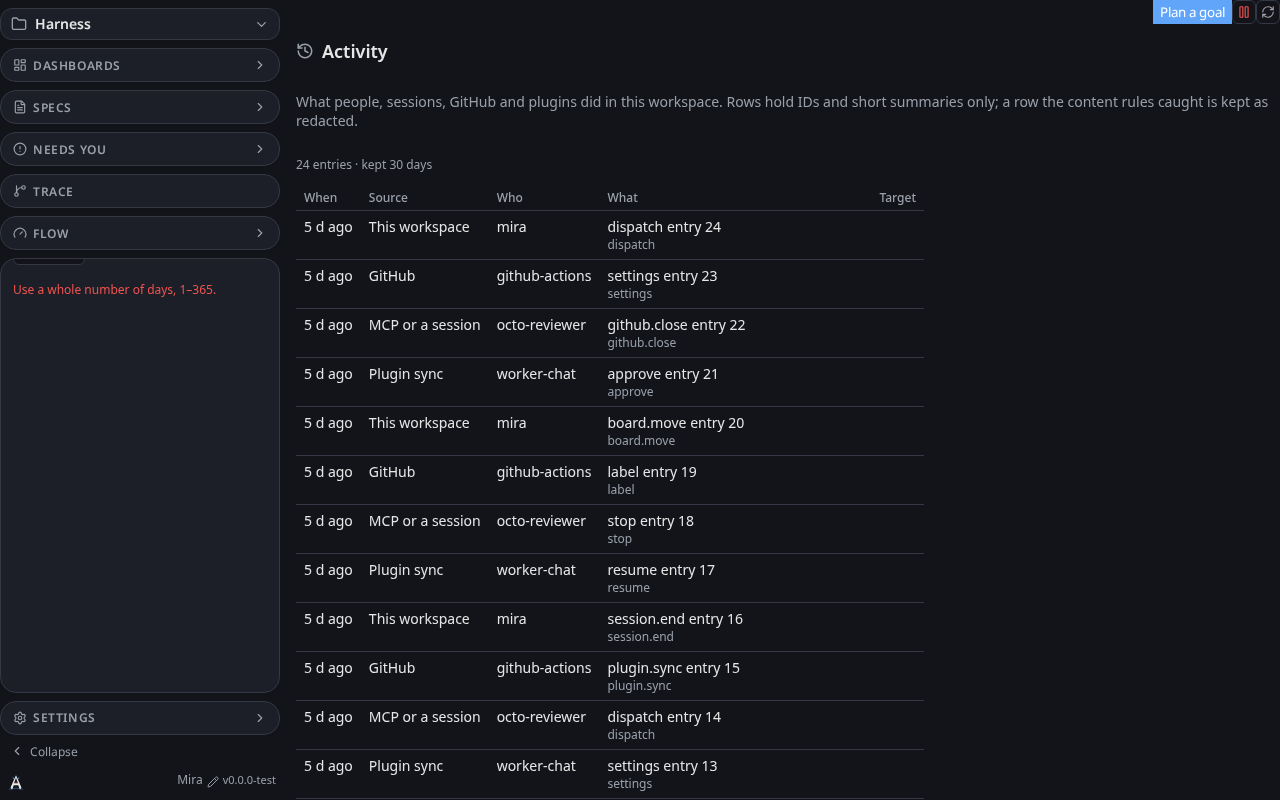 Harness
DASHBOARDS
SPECS
NEEDS YOU
TRACE
FLOW
Use a whole number of days, 1–365.
SETTINGS
Collapse
Mira v0.0.0-test
Plan a goal
Activity
What people, sessions, GitHub and plugins did in this workspace. Rows hold IDs and short summaries only; a row the content rules caught is kept as
redacted.
24 entries · kept 30 days
When Source Who What Target
5 d ago This workspace mira dispatch entry 24
dispatch
5 d ago GitHub github-actions settings entry 23
settings
5 d ago MCP or a session octo-reviewer github.close entry 22
github.close
5 d ago Plugin sync worker-chat approve entry 21
approve
5 d ago This workspace mira board.move entry 20
board.move
5 d ago GitHub github-actions label entry 19
label
5 d ago MCP or a session octo-reviewer stop entry 18
stop
5 d ago Plugin sync worker-chat resume entry 17
resume
5 d ago This workspace mira session.end entry 16
session.end
5 d ago GitHub github-actions plugin.sync entry 15
plugin.sync
5 d ago MCP or a session octo-reviewer dispatch entry 14
dispatch
5 d ago Plugin sync worker-chat settings entry 13
settings